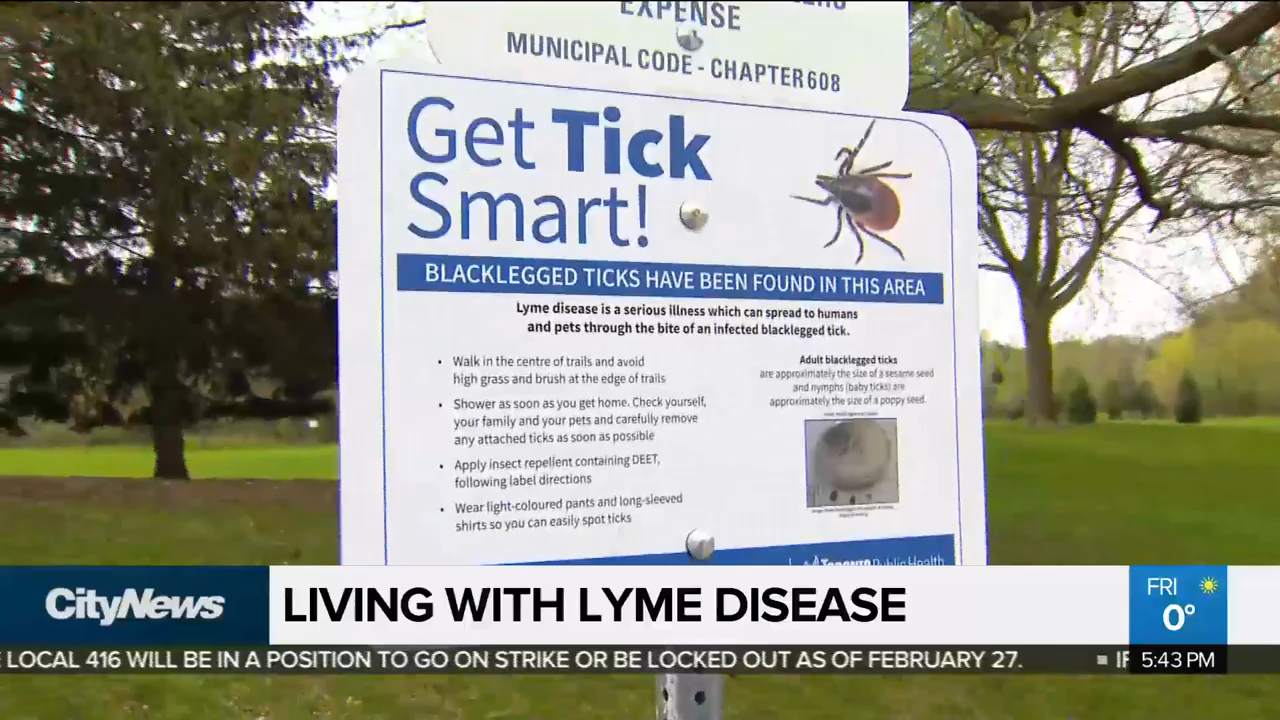 EXPENSE
MUNICIPAL CODE - CHAPTER 608
Get Tick
Smart!
BLACKLEGGED TICKS HAVE BEEN FOUND IN THIS AREA
Lyme disease is a serious illness which can spread to humans
and pets through the bite of an infected blacklegged tick.
• Walk in the centre of trails and avoid
high grass and brush at the edge of trails
• Shower as soon as you get home. Check yourself,
your family and your pets and carefully remove
any attached ticks as soon as possible
• Apply insect repellent containing DEET,
following label directions
• Wear light-coloured pants and long-sleeved
shirts so you can easily spot ticks
Adult blacklegged ticks
are approximately the size of a sesame seed
and nymphs (baby ticks) are
approximately the size of a poppy seed.
TORONTO Public Health
CityNews
LIVING WITH LYME DISEASE
FRI
0°
LOCAL 416 WILL BE IN A POSITION TO GO ON STRIKE OR BE LOCKED OUT AS OF FEBRUARY 27.
5:43 PM